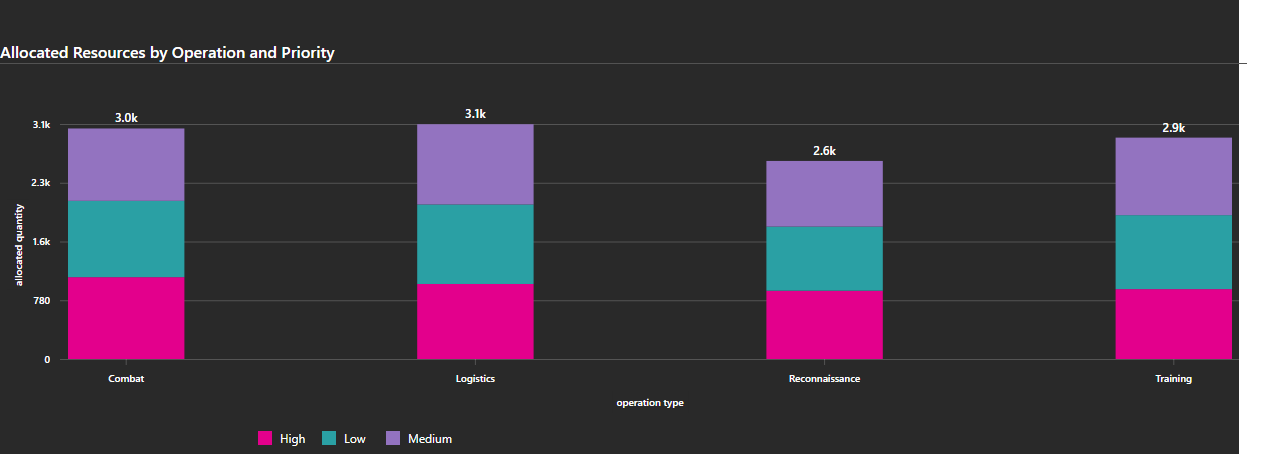 Allocated Resources by Operation and Priority
3.0k
3.1k
2.6k
2.9k
3.1k
2.3k
1.6k
780
0
allocated quantity
Combat
Logistics
Reconnaissance
Training
operation type
High
Low
Medium